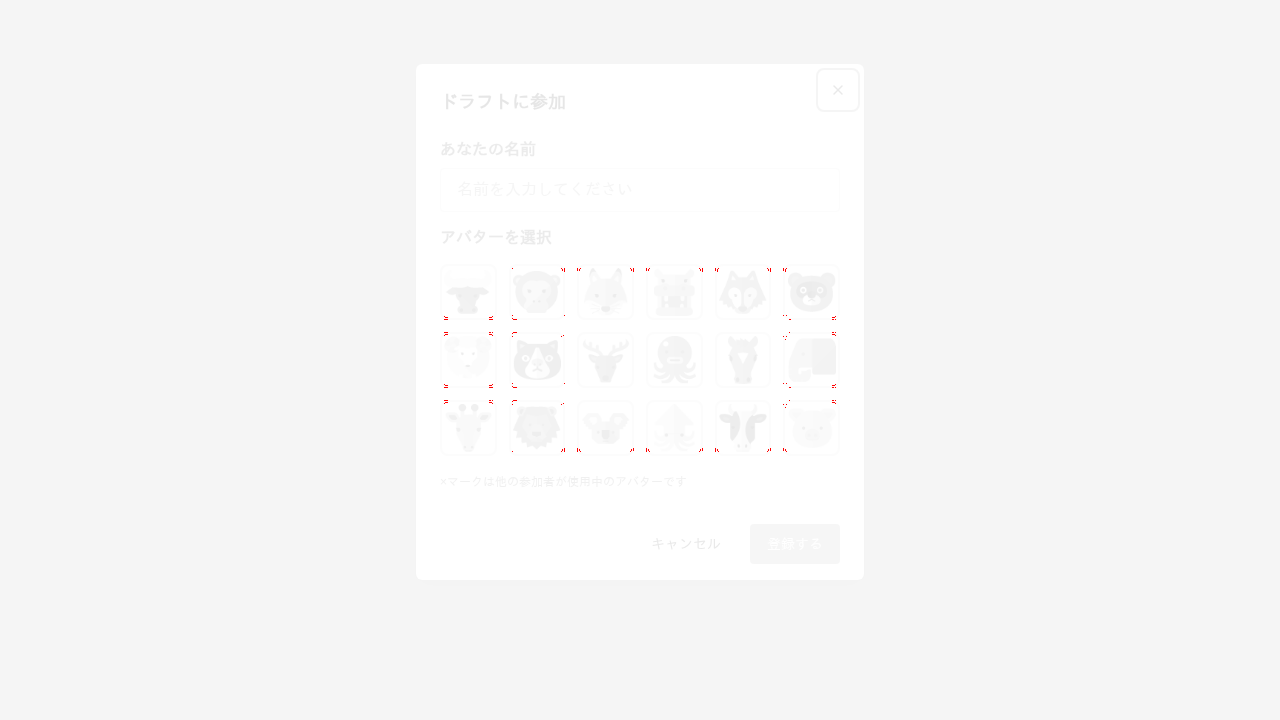 ドラフトに参加
×
あなたの名前
名前を入力してください
アバターを選択
×マークは他の参加者が使用中のアバターです
キャンセル
登録する